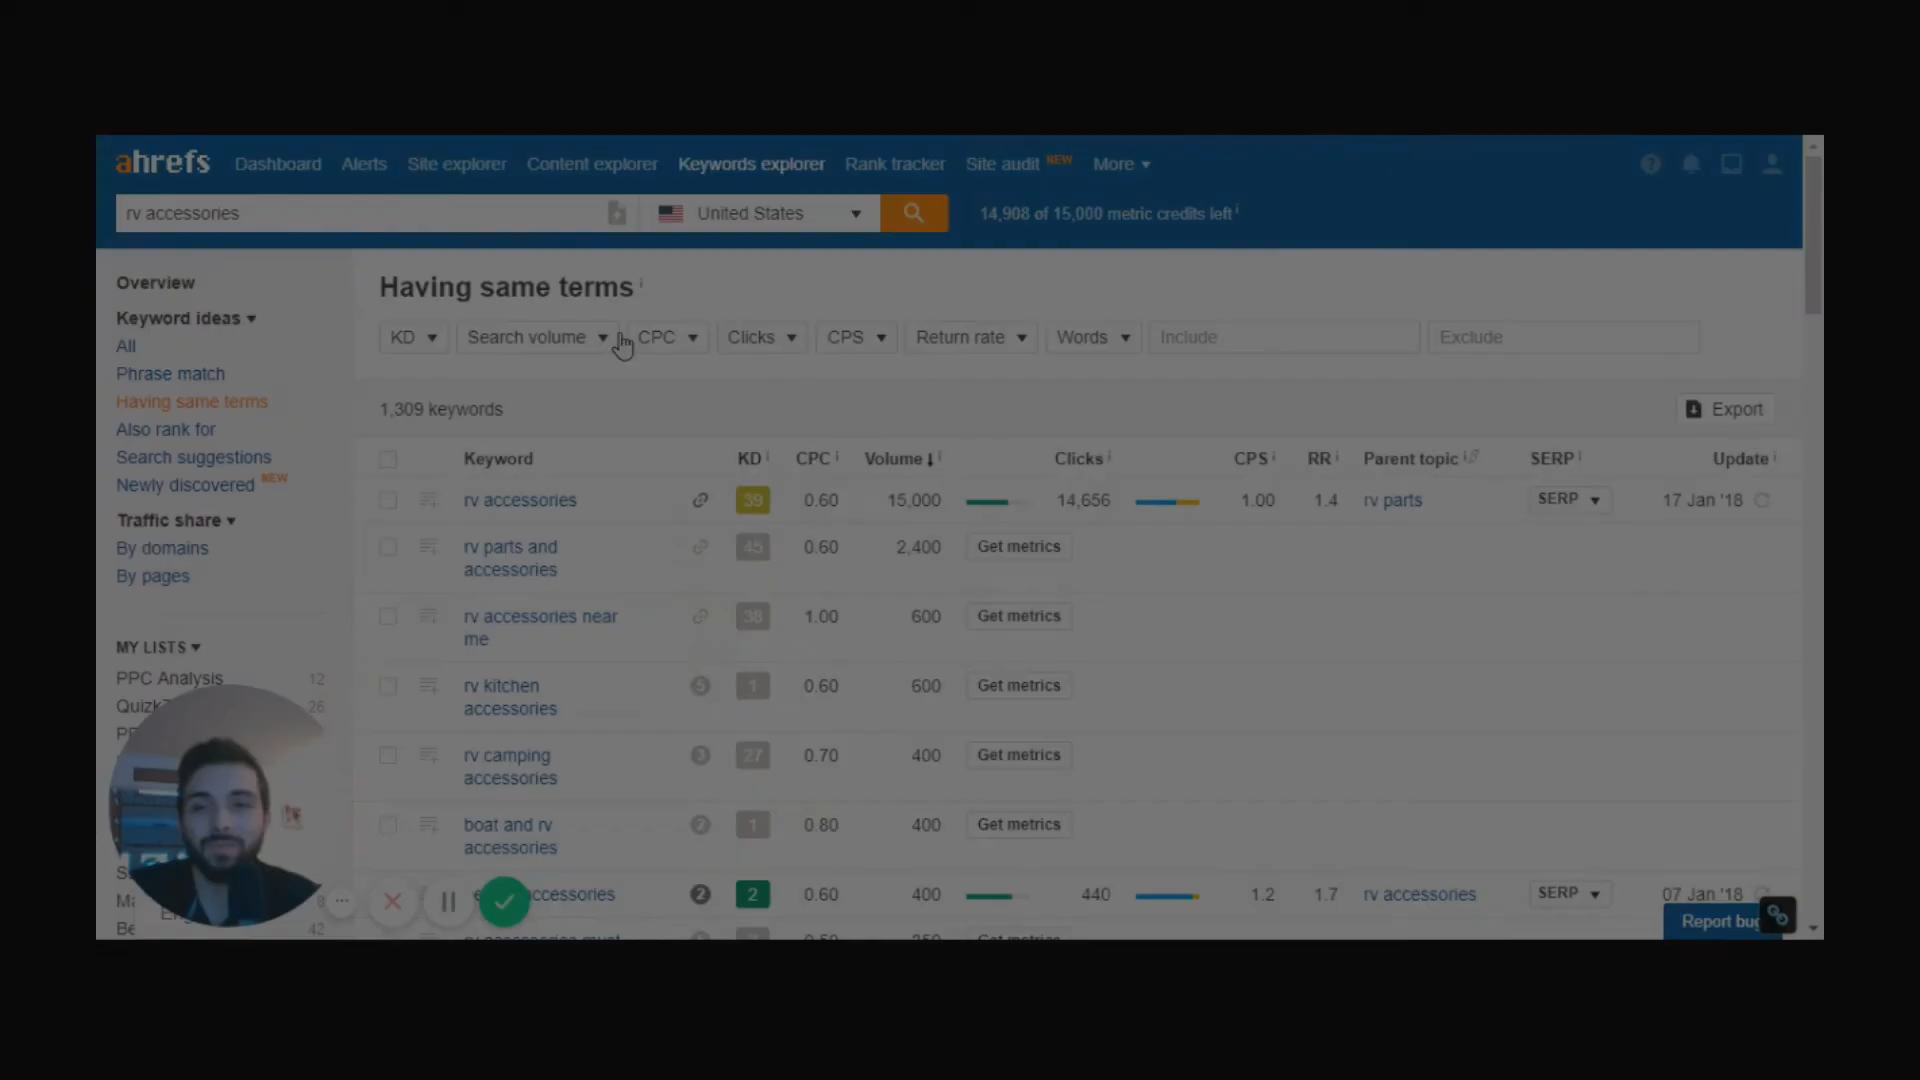 ahrefs Dashboard Alerts Site explorer Content explorer Keywords explorer Rank tracker Site audit NEW More
rv accessories United States 14,908 of 15,000 metric credits left i
Overview
Keyword ideas
All
Phrase match
Having same terms
Also rank for
Search suggestions
Newly discovered NEW
Traffic share
By domains
By pages
MY LISTS
PPC Analysis 12
26
8
42
Having same terms i
KD Search volume CPC Clicks CPS Return rate Words Include Exclude
1,309 keywords Export
Keyword KD i CPC i Volume i Clicks i CPS i RR i Parent topic i SERP i Update i
rv accessories 39 0.60 15,000 14,656 1.00 1.4 rv parts SERP 17 Jan '18
rv parts and 45 0.60 2,400 Get metrics
accessories
rv accessories near 38 1.00 600 Get metrics
me
rv kitchen 5 1 0.60 600 Get metrics
accessories
rv camping 3 27 0.70 400 Get metrics
accessories
boat and rv 2 1 0.80 400 Get metrics
accessories
accessories 2 2 0.60 400 440 1.2 1.7 rv accessories SERP 07 Jan '18
Report bug